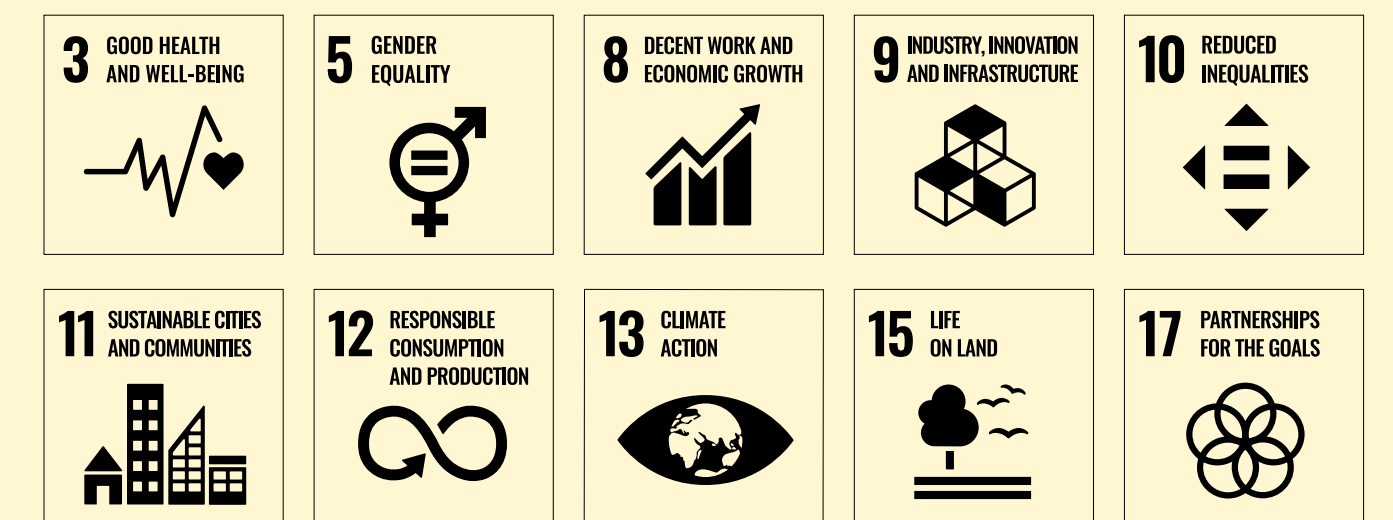 3 GOOD HEALTH
AND WELL-BEING
5 GENDER
EQUALITY
8 DECENT WORK AND
ECONOMIC GROWTH
9 INDUSTRY, INNOVATION
AND INFRASTRUCTURE
10 REDUCED
INEQUALITIES
11 SUSTAINABLE CITIES
AND COMMUNITIES
12 RESPONSIBLE
CONSUMPTION
AND PRODUCTION
13 CLIMATE
ACTION
15 LIFE
ON LAND
17 PARTNERSHIPS
FOR THE GOALS